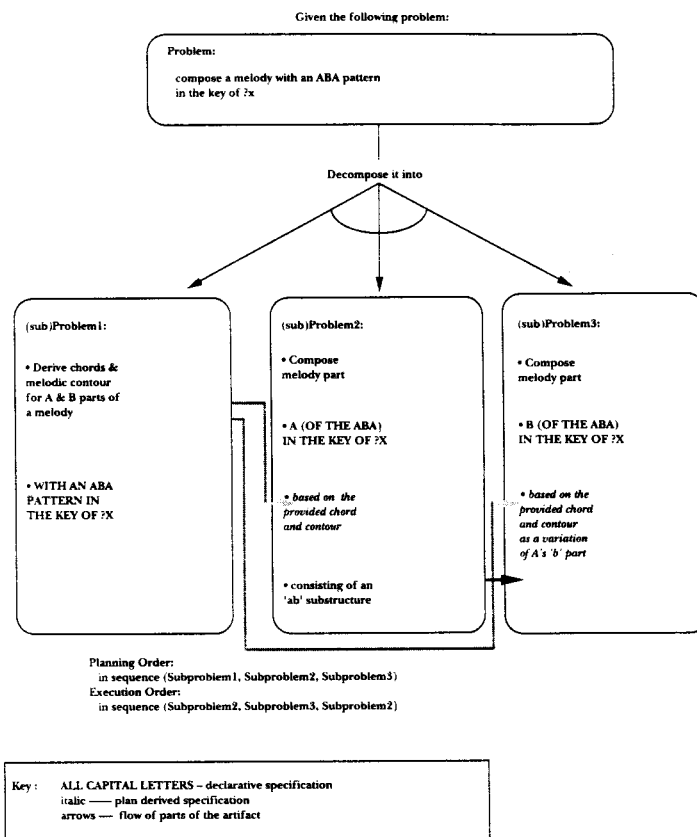 Given the following problem:
Problem:
compose a melody with an ABA pattern
in the key of ?x
Decompose it into
(sub)Problem1:
• Derive chords &
melodic contour
for A & B parts of
a melody
• WITH AN ABA
PATTERN IN
THE KEY OF ?X
(sub)Problem2:
• Compose
melody part
• A (OF THE ABA)
IN THE KEY OF ?X
• based on the
provided chord
and contour
• consisting of an
'ab' substructure
(sub)Problem3:
• Compose
melody part
• B (OF THE ABA)
IN THE KEY OF ?X
• based on the
provided chord
and contour
as a variation
of A's 'b' part
Planning Order:
in sequence (Subproblem1, Subproblem2, Subproblem3)
Execution Order:
in sequence (Subproblem2, Subproblem3, Subproblem2)
Key : ALL CAPITAL LETTERS – declarative specification
italic —— plan derived specification
arrows — flow of parts of the artifact